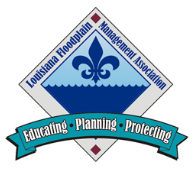 Louisiana Floodplain
Management Association
Educating · Planning · Protecting